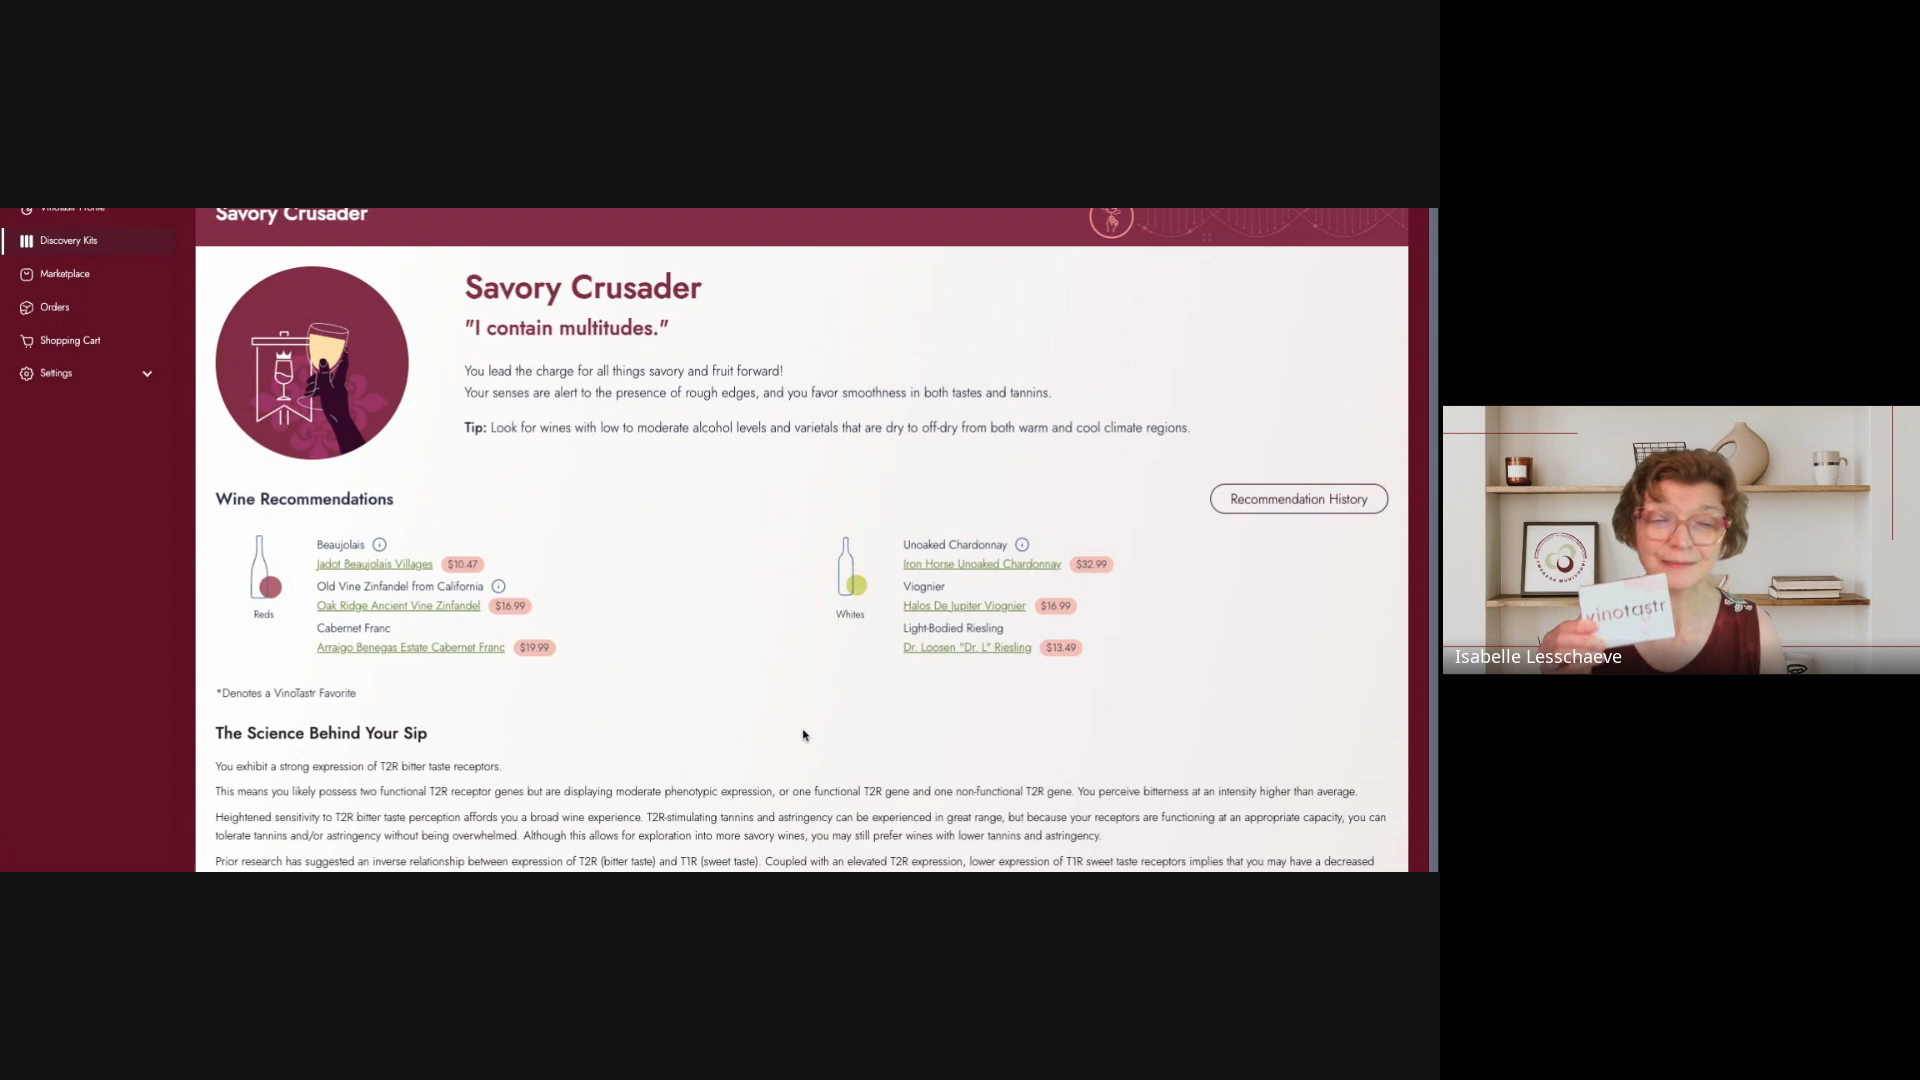 Savory Crusader
Discovery Kits
Marketplace
Orders
Shopping Cart
Settings
Savory Crusader
"I contain multitudes."
You lead the charge for all things savory and fruit forward!
Your senses are alert to the presence of rough edges, and you favor smoothness in both tastes and tannins.
Tip: Look for wines with low to moderate alcohol levels and varietals that are dry to off-dry from both warm and cool climate regions.
Wine Recommendations
Recommendation History
Reds
Beaujolais
Jadot Beaujolais Villages $10.47
Old Vine Zinfandel from California
Oak Ridge Ancient Vine Zinfandel $16.99
Cabernet Franc
Arraigo Benegas Estate Cabernet Franc $19.99
Whites
Unoaked Chardonnay
Iron Horse Unoaked Chardonnay $32.99
Viognier
Halos De Jupiter Viognier $16.99
Light-Bodied Riesling
Dr. Loosen "Dr. L" Riesling $13.49
*Denotes a VinoTastr Favorite
The Science Behind Your Sip
You exhibit a strong expression of T2R bitter taste receptors.
This means you likely possess two functional T2R receptor genes but are displaying moderate phenotypic expression, or one functional T2R gene and one non-functional T2R gene. You perceive bitterness at an intensity higher than average.
Heightened sensitivity to T2R bitter taste perception affords you a broad wine experience. T2R-stimulating tannins and astringency can be experienced in great range, but because your receptors are functioning at an appropriate capacity, you can
tolerate tannins and/or astringency without being overwhelmed. Although this allows for exploration into more savory wines, you may still prefer wines with lower tannins and astringency.
Prior research has suggested an inverse relationship between expression of T2R (bitter taste) and T1R (sweet taste). Coupled with an elevated T2R expression, lower expression of T1R sweet taste receptors implies that you may have a decreased
vinotastr
Isabelle Lesschaeve